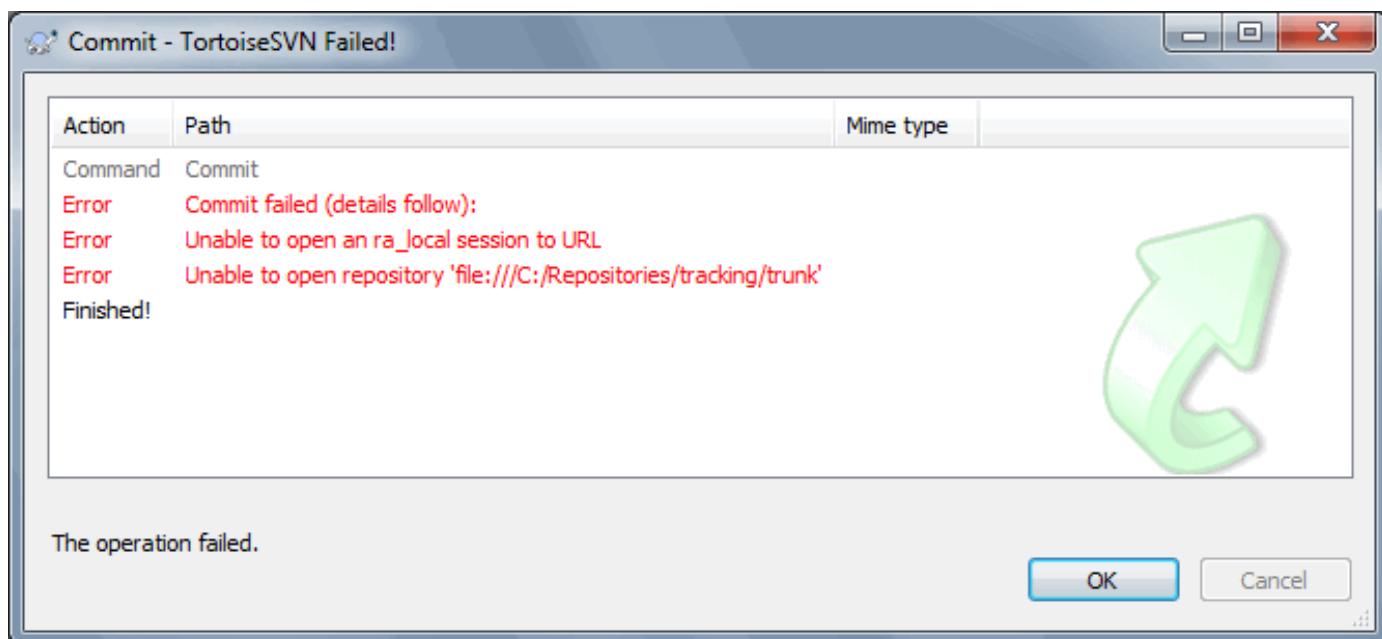 Commit - TortoiseSVN Failed!
Action Path Mime type
Command Commit
Error Commit failed (details follow):
Error Unable to open an ra_local session to URL
Error Unable to open repository 'file:///C:/Repositories/tracking/trunk'
Finished!
The operation failed.
OK Cancel